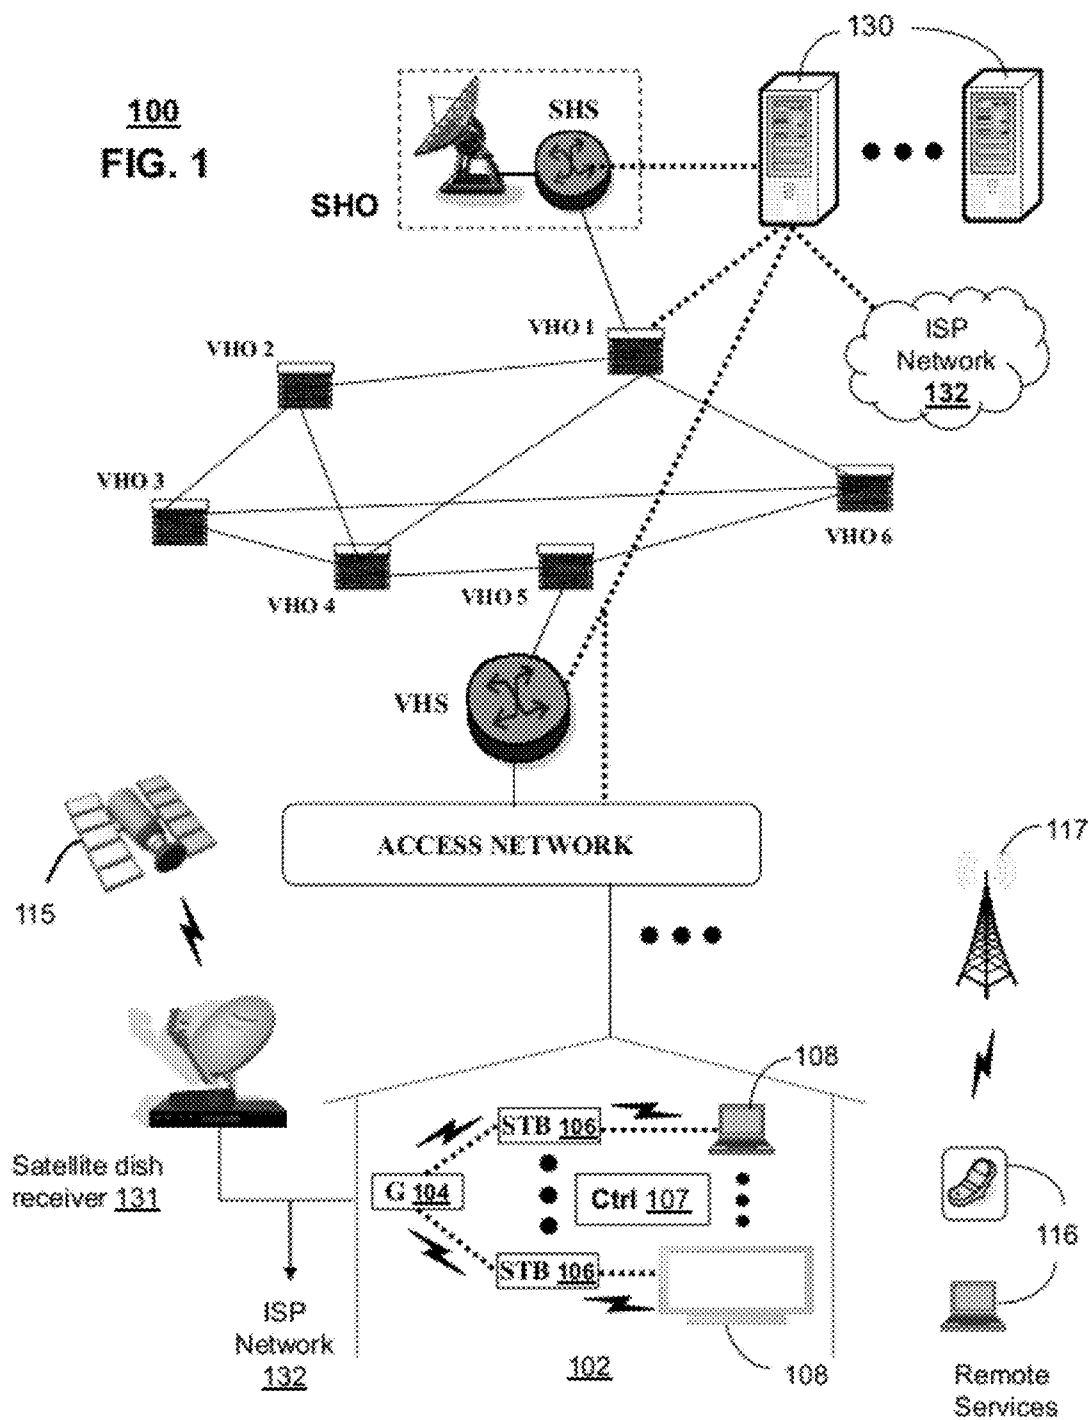 130
100
FIG. 1
SHS
SHO
ISP
Network
132
VHO 1
VHO 2
VHO 3
VHO 6
VHO 4
VHO 5
VHS
ACCESS NETWORK
117
115
108
STB 106
Satellite dish
receiver 131
G 104
Ctrl 107
116
STB 106
ISP
Network
132
102
108
Remote
Services